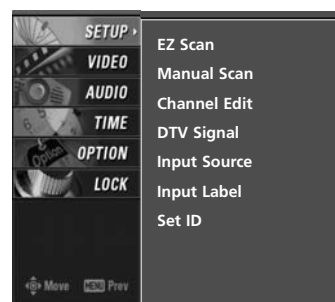 SETUP
VIDEO
AUDIO
TIME
OPTION
LOCK
Move MENU Prev
EZ Scan
Manual Scan
Channel Edit
DTV Signal
Input Source
Input Label
Set ID